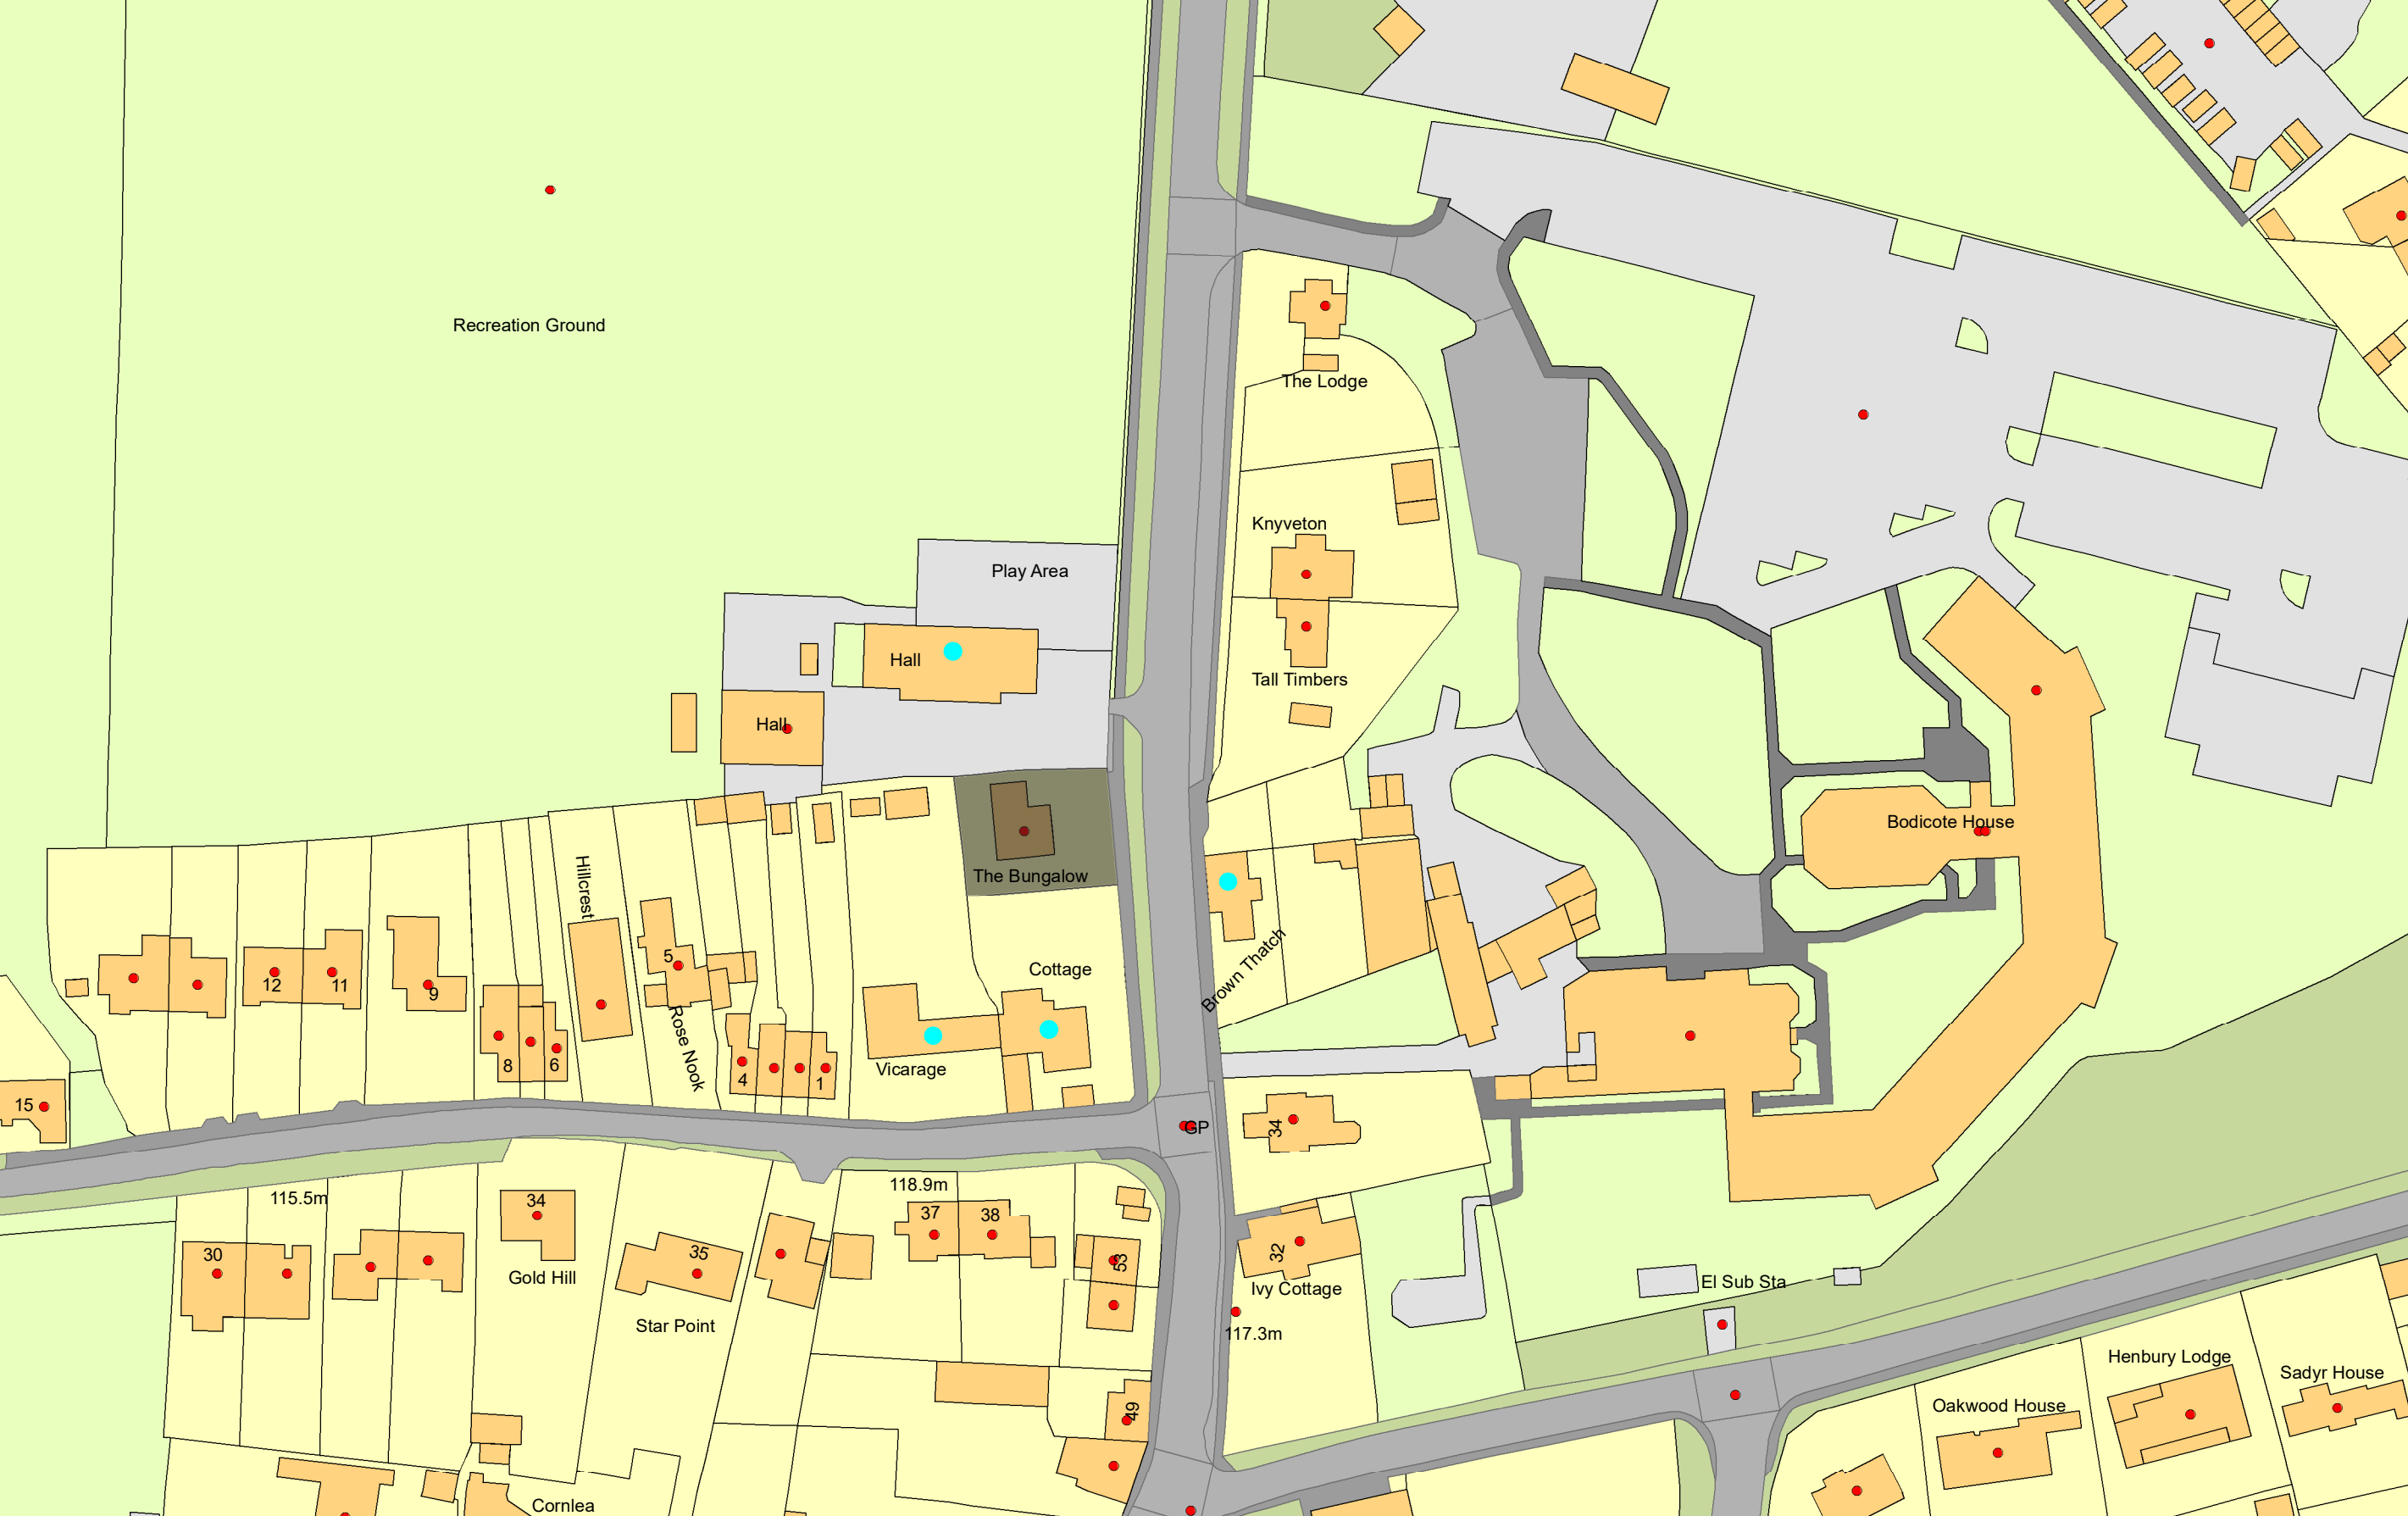 Recreation Ground
The Lodge
Knyveton
Play Area
Hall
Tall Timbers
Hall
Bodicote House
The Bungalow
Hillcrest
Brown Thatch
5
Cottage
12
11
9
Rose Nook
8
6
4
1
Vicarage
15
GP
34
115.5m
118.9m
34
37
38
30
35
53
32
Gold Hill
Ivy Cottage
El Sub Sta
Star Point
117.3m
Henbury Lodge
Sadyr House
49
Oakwood House
Cornlea